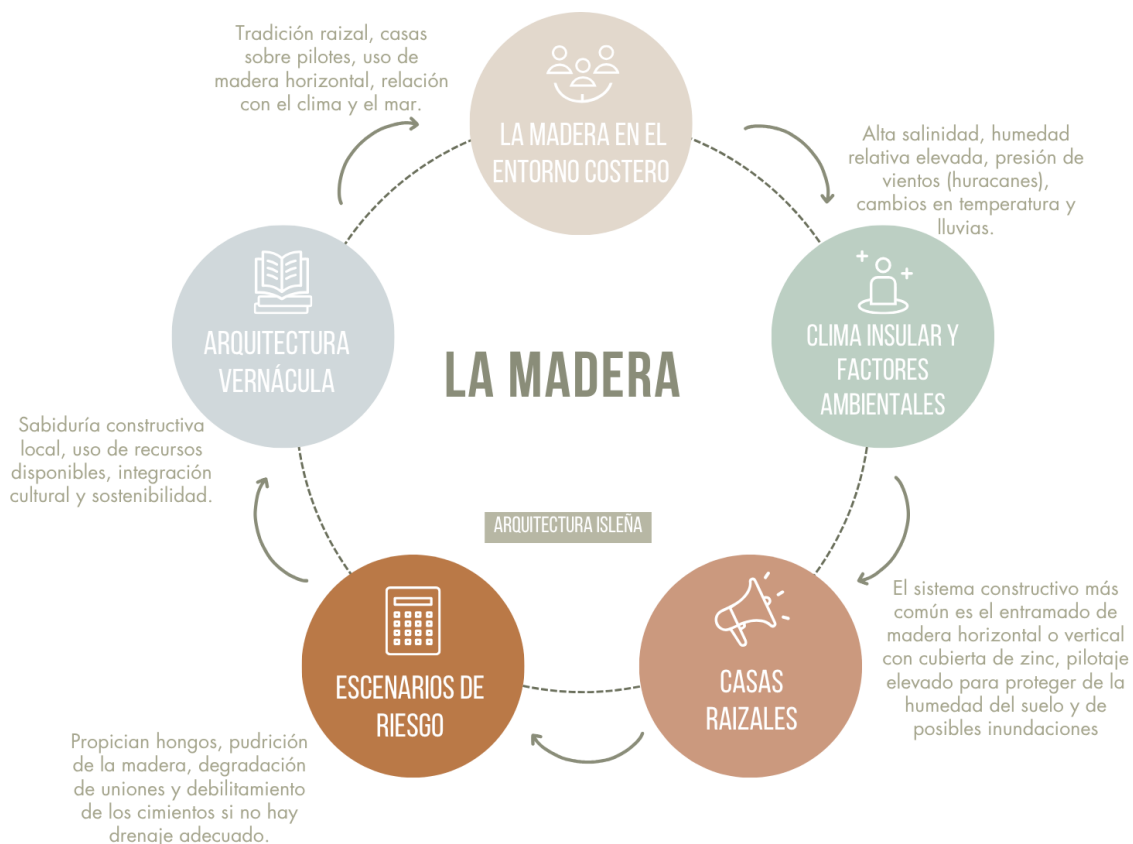 Tradición raizal, casas
sobre pilotes, uso de
madera horizontal, relación
con el clima y el mar.
LA MADERA EN EL
ENTORNO COSTERO
Alta salinidad, humedad
relativa elevada, presión de
vientos (huracanes),
cambios en temperatura y
lluvias.
ARQUITECTURA
VERNÁCULA
LA MADERA
CLIMA INSULAR Y
FACTORES
AMBIENTALES
Sabiduría constructiva
local, uso de recursos
disponibles, integración
cultural y sostenibilidad.
ARQUITECTURA ISLEÑA
El sistema constructivo más
común es el entramado de
madera horizontal o vertical
con cubierta de zinc, pilotaje
elevado para proteger de la
humedad del suelo y de
posibles inundaciones
ESCENARIOS DE
RIESGO
CASAS
RAIZALES
Propician hongos, pudrición
de la madera, degradación
de uniones y debilitamiento
de los cimientos si no hay
drenaje adecuado.